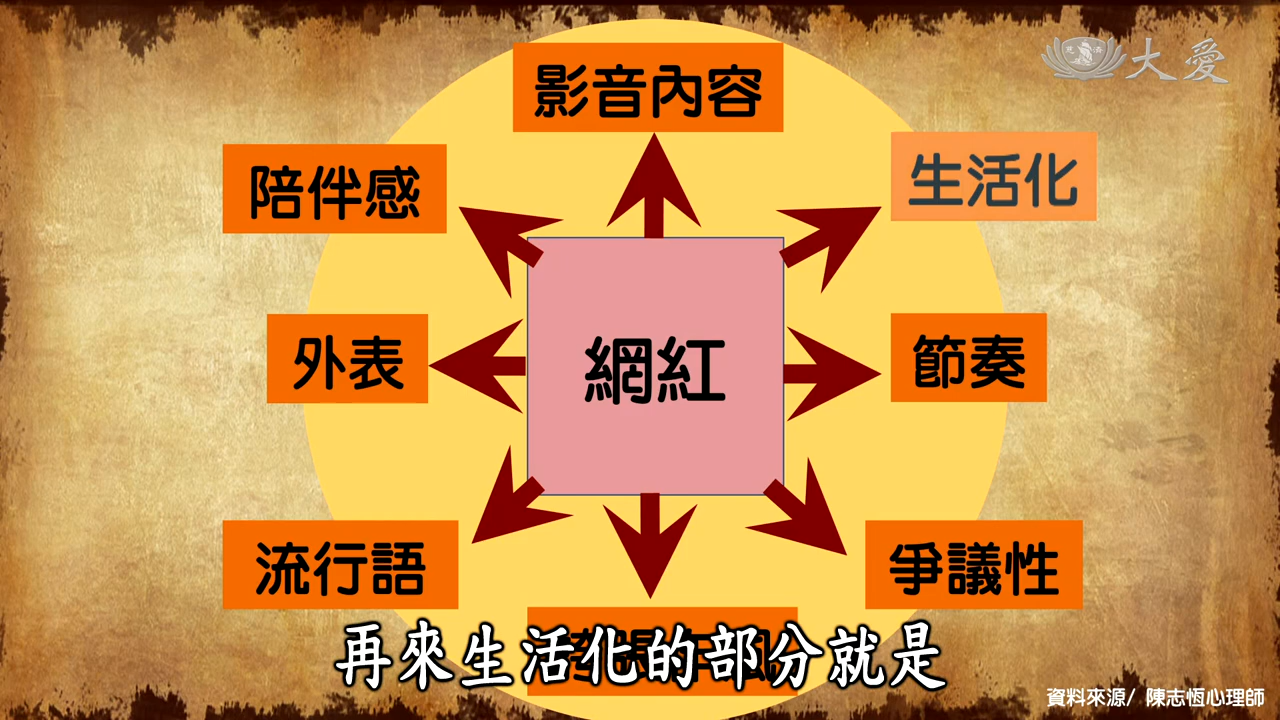 影音內容
大愛
生活化
陪伴感
網紅
外表
節奏
流行語
爭議性
再來生活化的部分就是
資料來源/ 陳志恆心理師